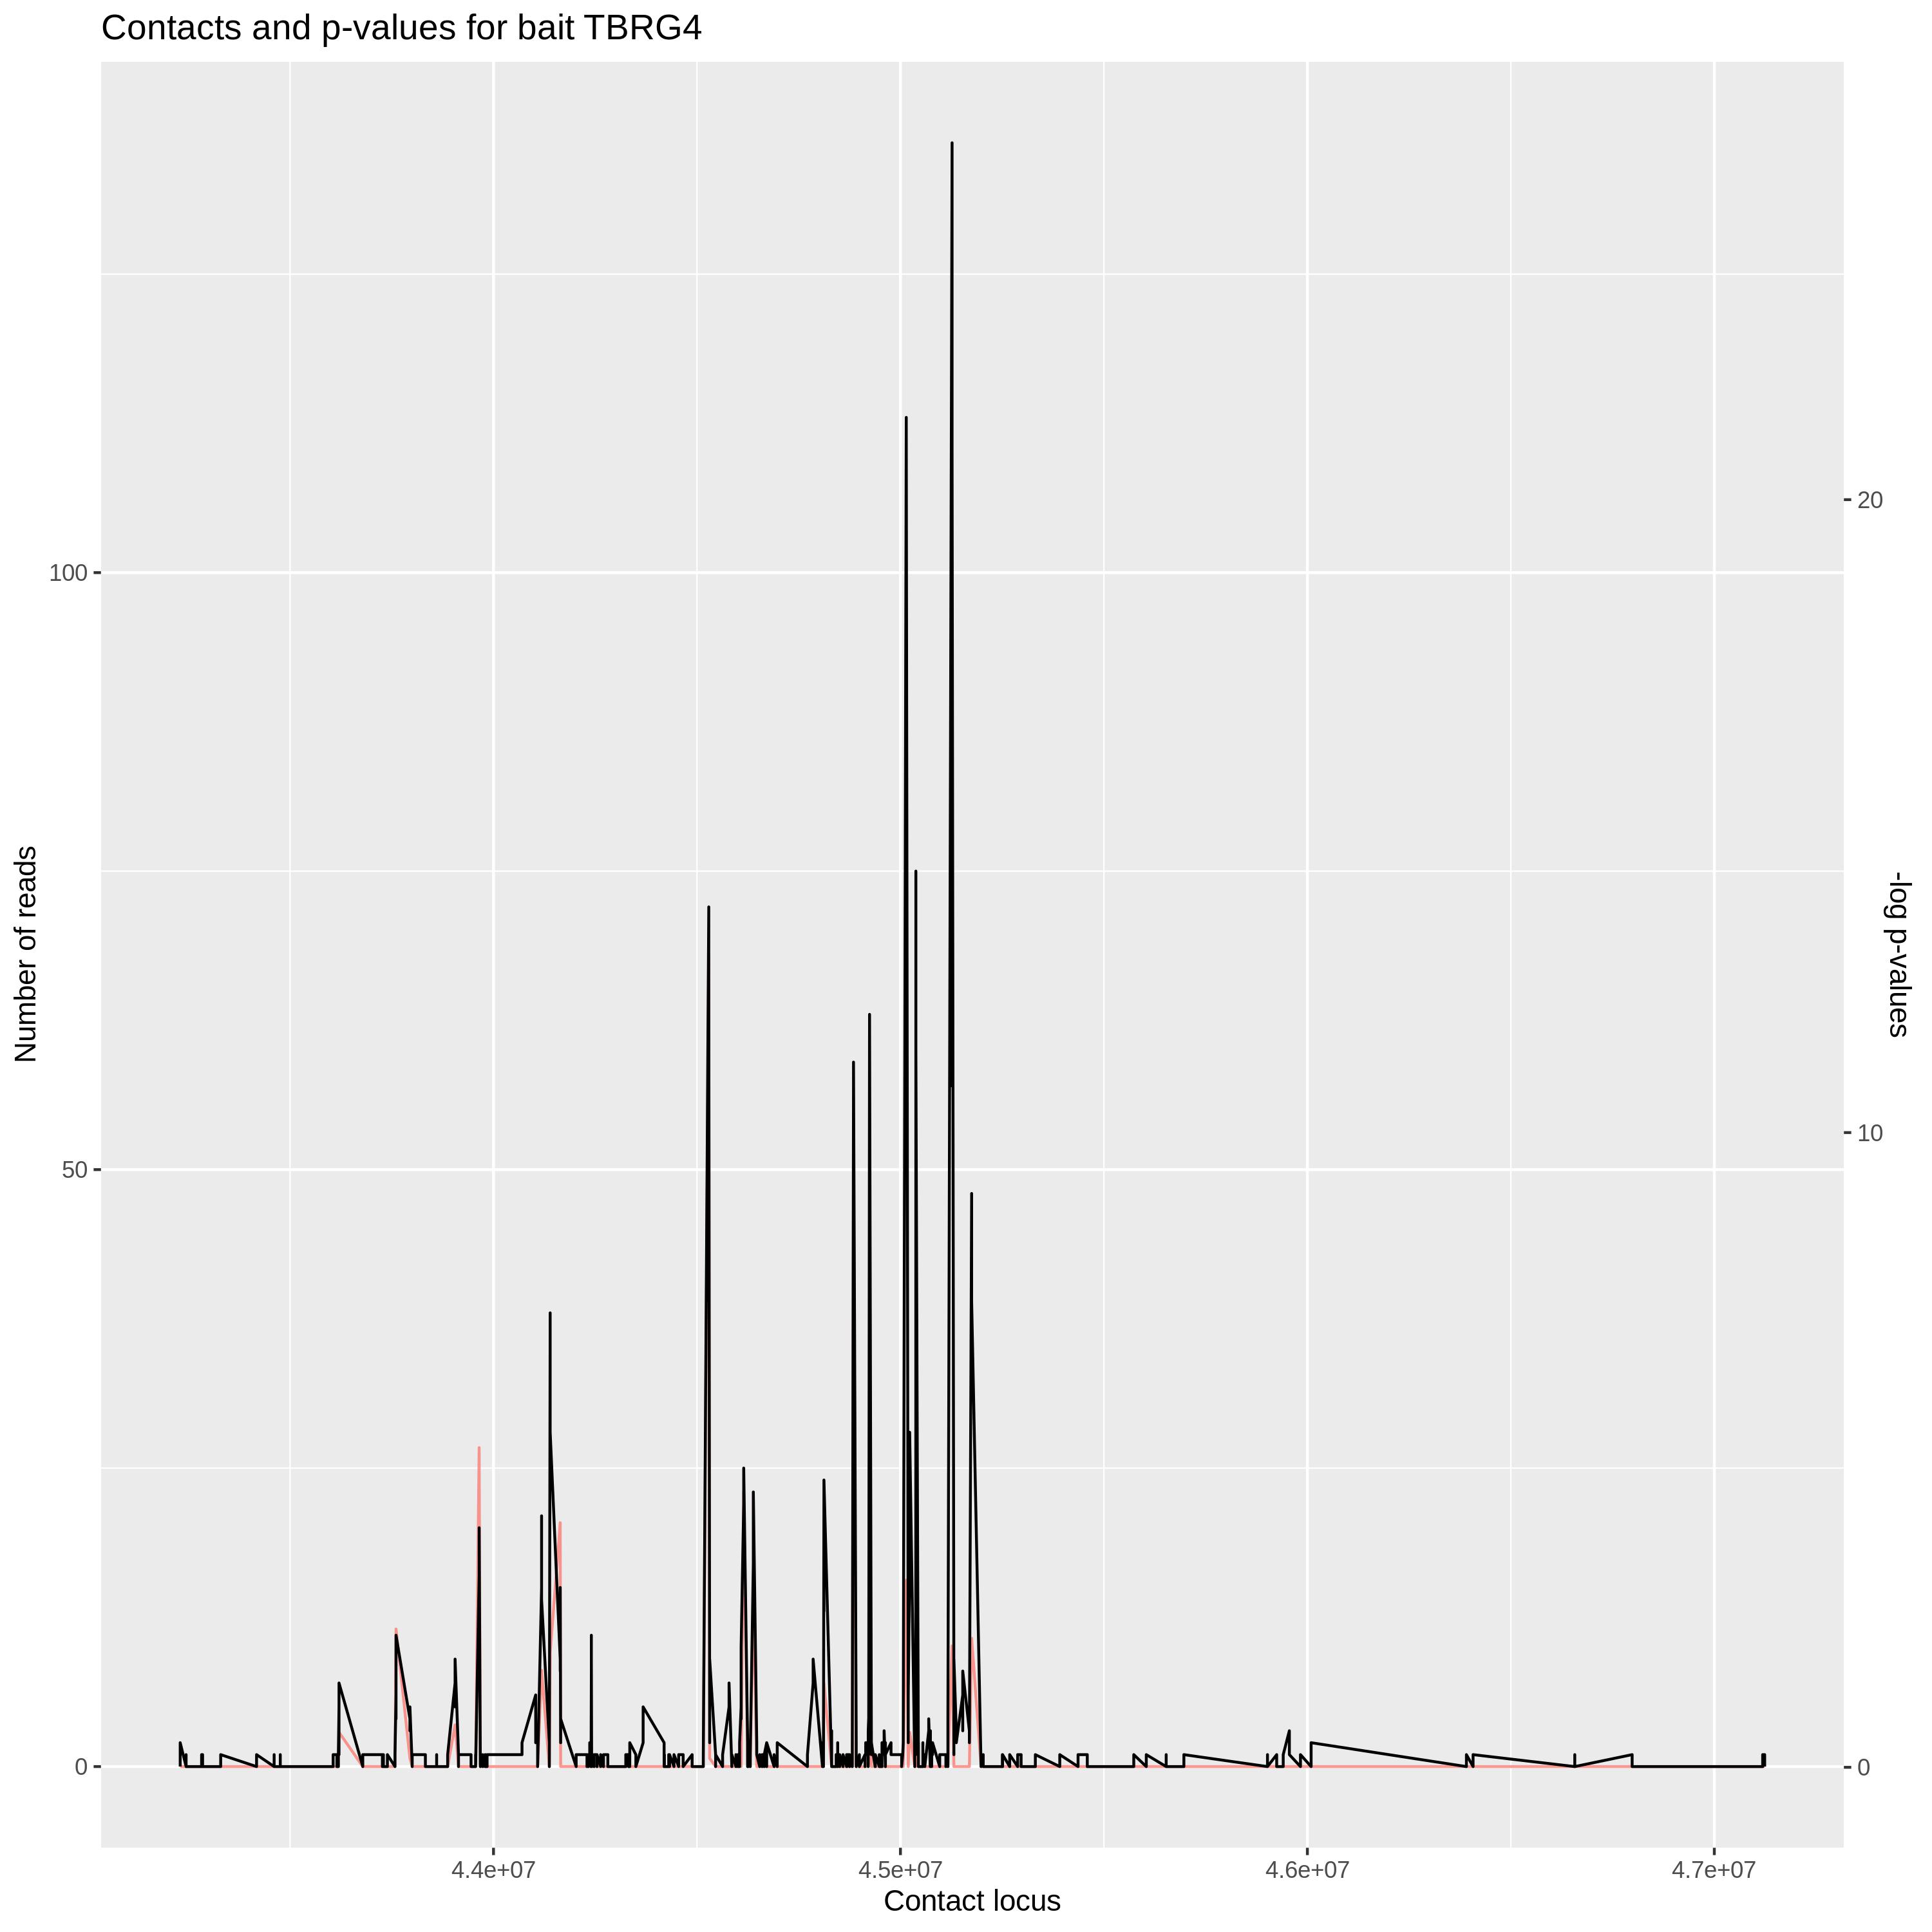 Contacts and p-values for bait TBRG4
Number of reads
100
50
0
-log p-values
20
10
0
4.4e+07
4.5e+07
4.6e+07
4.7e+07
Contact locus